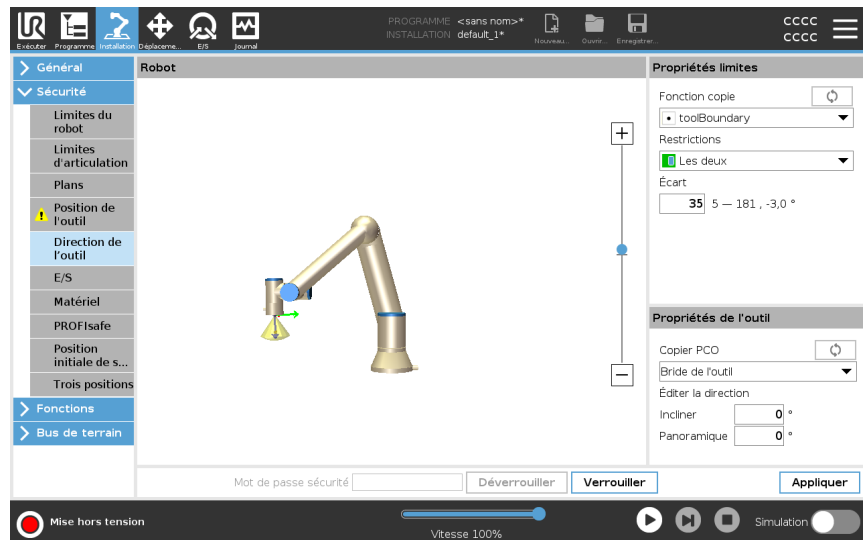 Exécuter
Programme
Installation
Déplaceme...
E/S
Journal
PROGRAMME <sans nom>*
INSTALLATION default_1*
Nouveau...
Ouvrir...
Enregistrer...
CCCC
CCCC
Général
Sécurité
Limites du
robot
Limites
d'articulation
Plans
Position de
l'outil
Direction de
l'outil
E/S
Matériel
PROFIsafe
Position
initiale de s...
Trois positions
Fonctions
Bus de terrain
Robot
Propriétés limites
Fonction copie
toolBoundary
Restrictions
Les deux
Écart
35 5 — 181 , -3,0 °
Propriétés de l'outil
Copier PCO
Bride de l'outil
Éditer la direction
Incliner 0 °
Panoramique 0 °
Mot de passe sécurité
Déverrouiller
Verrouiller
Appliquer
Mise hors tension
Vitesse 100%
Simulation